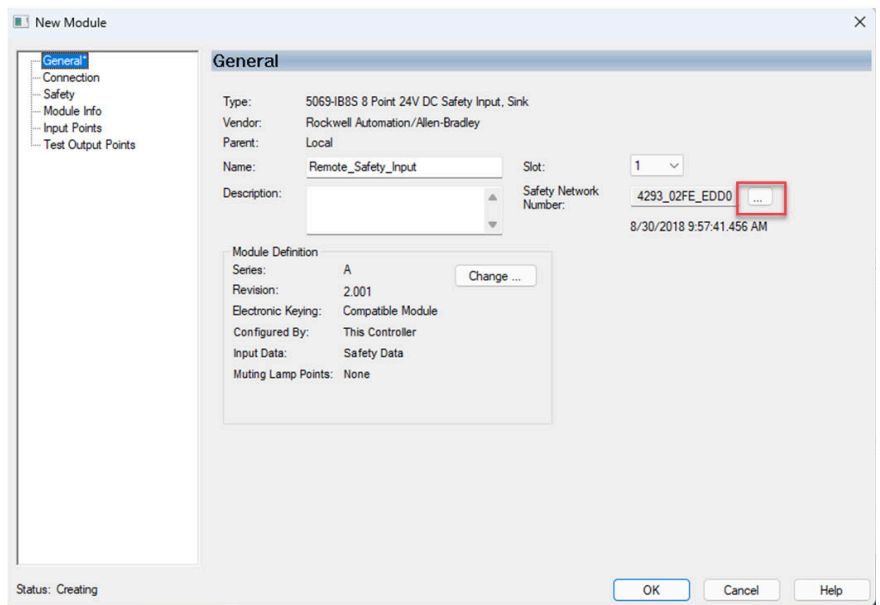 New Module
General*
Connection
Safety
Module Info
Input Points
Test Output Points
General
Type: 5069-IB8S 8 Point 24V DC Safety Input, Sink
Vendor: Rockwell Automation/Allen-Bradley
Parent: Local
Name: Remote_Safety_Input Slot: 1
Description: Safety Network Number: 4293_02FE_EDD0 ...
8/30/2018 9:57:41.456 AM
Module Definition
Series: A Change ...
Revision: 2.001
Electronic Keying: Compatible Module
Configured By: This Controller
Input Data: Safety Data
Muting Lamp Points: None
Status: Creating OK Cancel Help